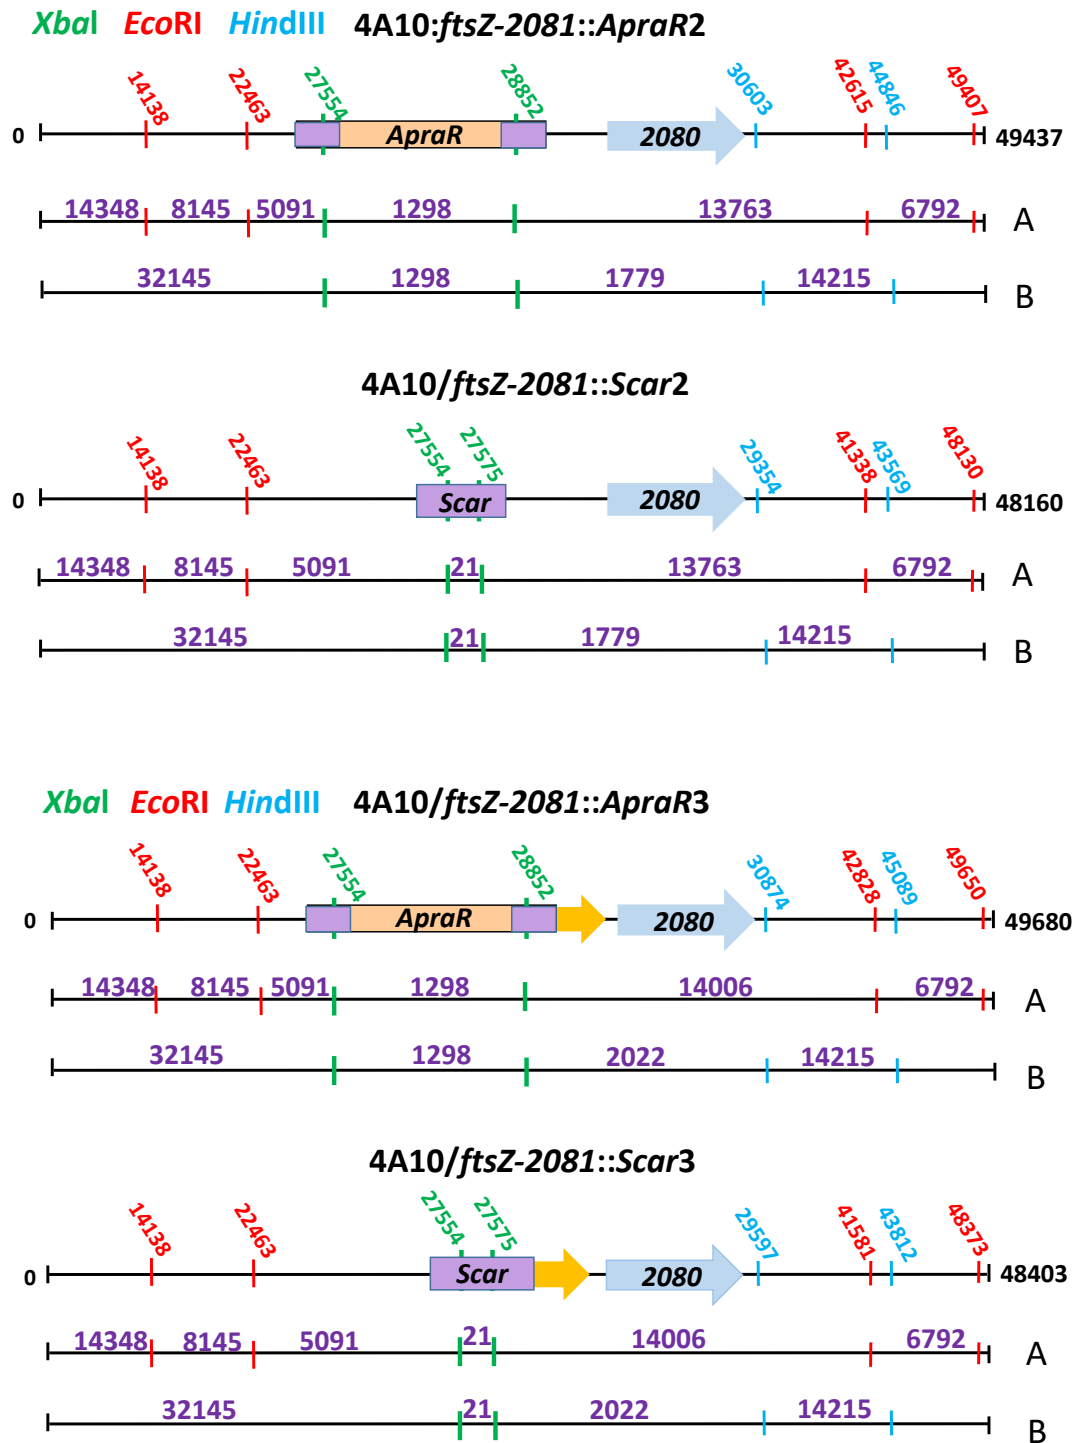 XbaI EcoRI HindIII 4A10:ftsZ-2081::ApraR2
14138 22463 27554 28852 30603 42615 44846 49407
0 ApraR 2080 49437
14348 8145 5091 1298 13763 6792 A
32145 1298 1779 14215 B
4A10/ftsZ-2081::Scar2
14138 22463 27554 27575 29354 41338 43569 48130
0 Scar 2080 48160
14348 8145 5091 21 13763 6792 A
32145 21 1779 14215 B
XbaI EcoRI HindIII 4A10/ftsZ-2081::ApraR3
14138 22463 27554 28852 30874 42828 45089 49650
0 ApraR 2080 49680
14348 8145 5091 1298 14006 6792 A
32145 1298 2022 14215 B
4A10/ftsZ-2081::Scar3
14138 22463 27554 27575 29597 41581 43812 48373
0 Scar 2080 48403
14348 8145 5091 21 14006 6792 A
32145 21 2022 14215 B